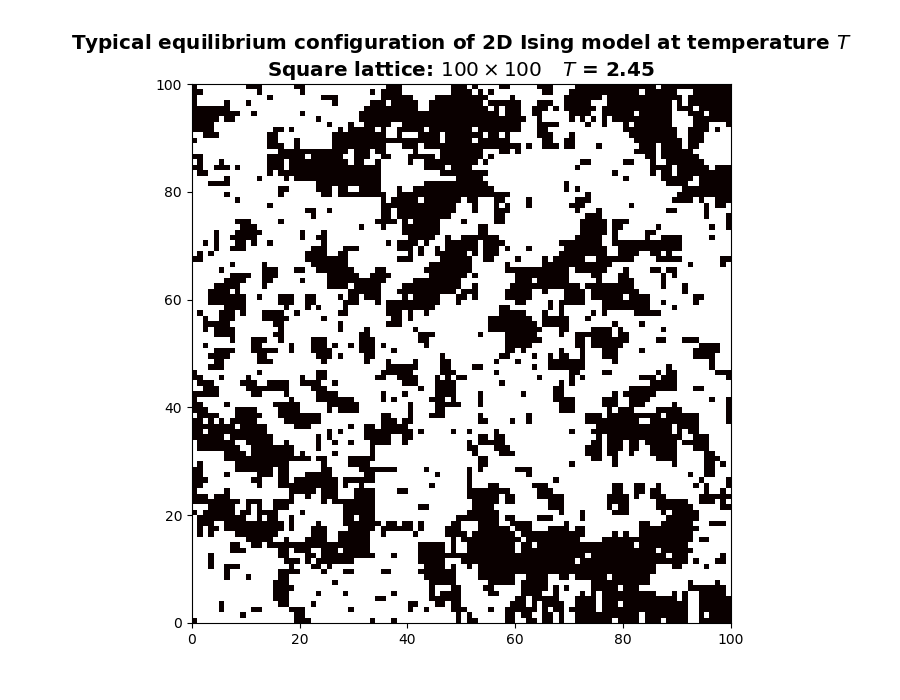 Typical equilibrium configuration of 2D Ising model at temperature T
Square lattice: 100 × 100 T = 2.45
100
80
60
40
20
0
0 20 40 60 80 100